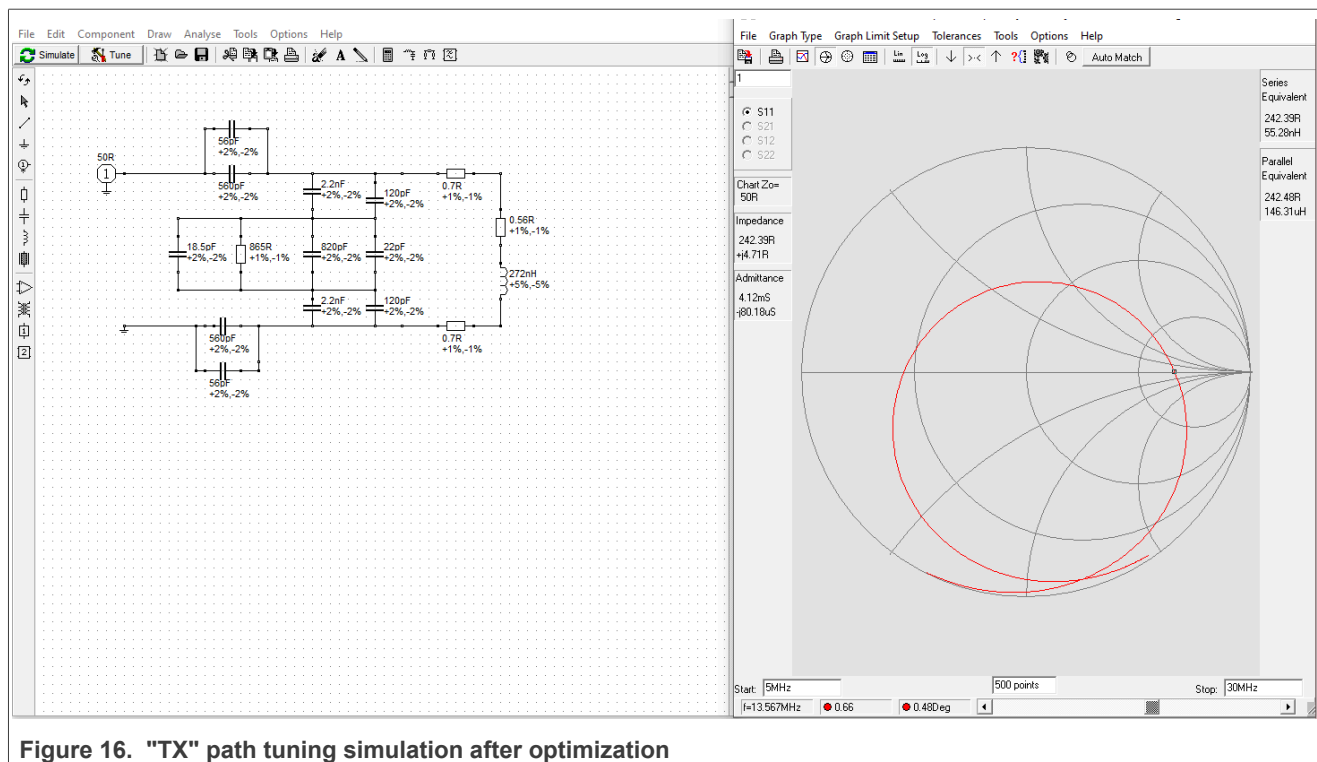 File Edit Component Draw Analyse Tools Options Help
Simulate Tune A
50R
1
56pF
+2%,-2%
560pF
+2%,-2%
2.2nF
+2%,-2%
120pF
+2%,-2%
0.7R
+1%,-1%
0.56R
+1%,-1%
18.5pF
+2%,-2%
865R
+1%,-1%
820pF
+2%,-2%
22pF
+2%,-2%
272nH
+5%,-5%
2.2nF
+2%,-2%
120pF
+2%,-2%
0.7R
+1%,-1%
560pF
+2%,-2%
56pF
+2%,-2%
1
2
File Graph Type Graph Limit Setup Tolerances Tools Options Help
Lin Log Auto Match
1
S11
S21
S12
S22
Chart Zo=
50R
Impedance
242.39R
+j4.71R
Admittance
4.12mS
-j80.18uS
Series
Equivalent
242.39R
55.28nH
Parallel
Equivalent
242.48R
146.31uH
Start: 5MHz 500 points Stop: 30MHz
f=13.567MHz 0.66 0.48Deg
Figure 16. "TX" path tuning simulation after optimization